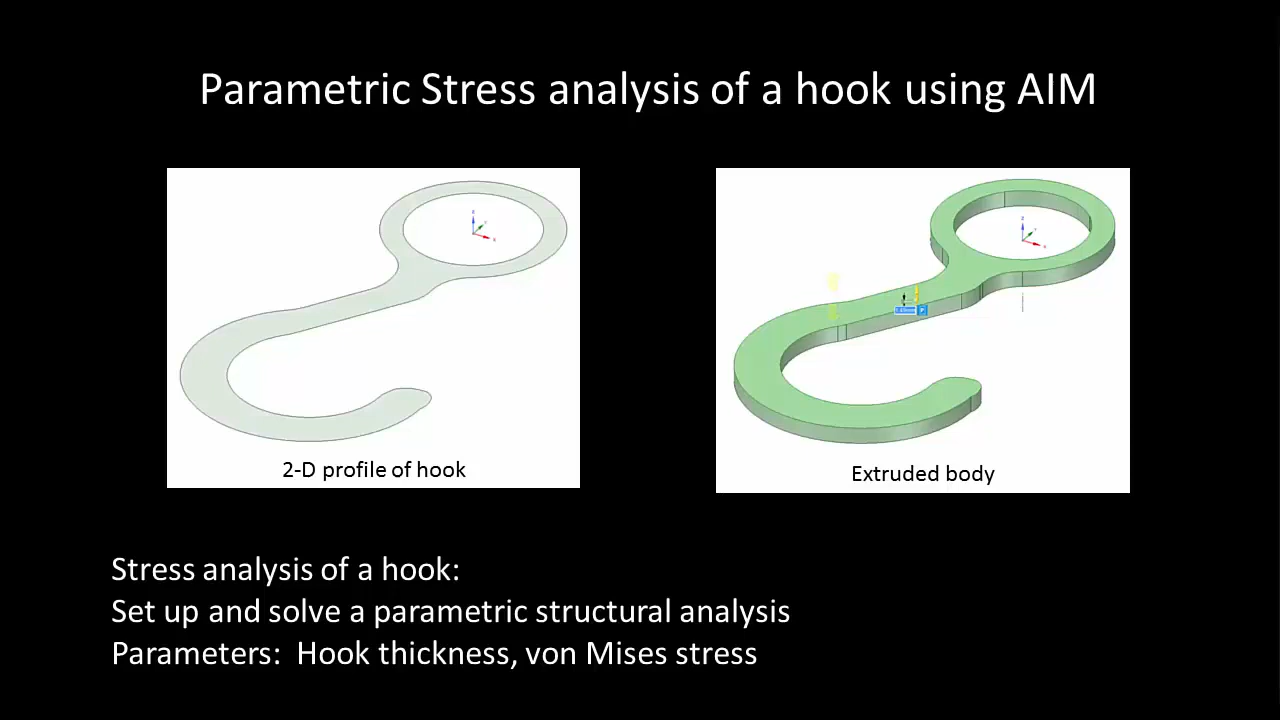 Parametric Stress analysis of a hook using AIM
2-D profile of hook
Extruded body
Stress analysis of a hook:
Set up and solve a parametric structural analysis
Parameters:  Hook thickness, von Mises stress